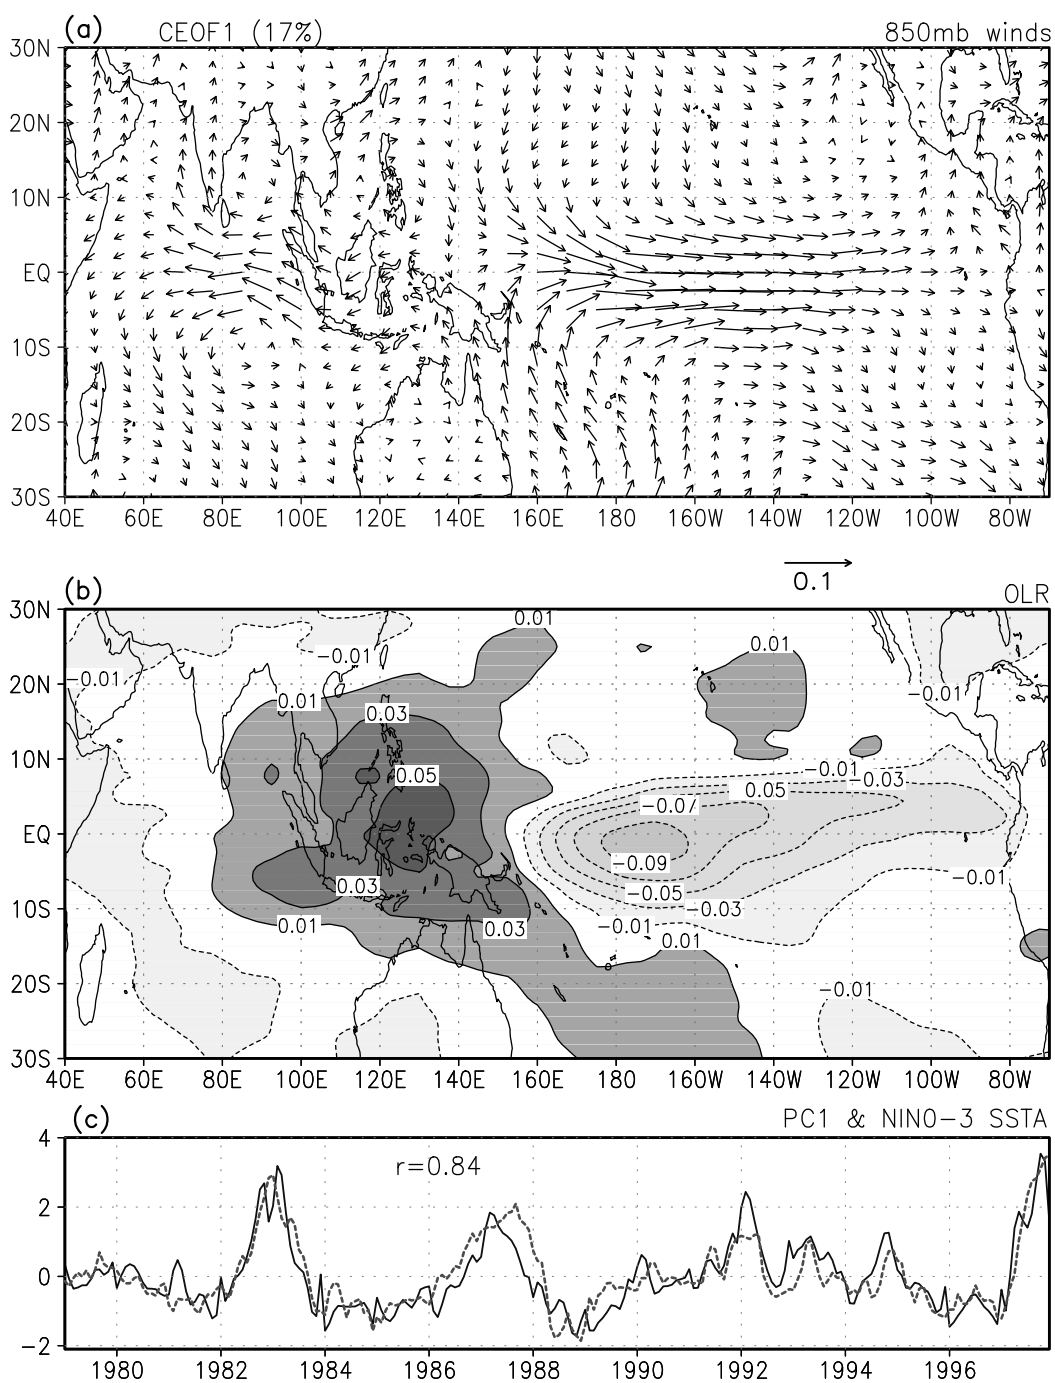 (a) CEOF1 (17%) 850mb winds
30N
20N
10N
EQ
10S
20S
30S
40E 60E 80E 100E 120E 140E 160E 180 160W 140W 120W 100W 80W
0.1
(b) OLR
30N
20N
10N
EQ
10S
20S
30S
0.01
0.01
−0.01
−0.01
−0.01
0.01
0.03
0.05
−0.01
−0.03
0.05
−0.07
−0.09
0.03
−0.05
−0.01
−0.03
0.01
0.03
−0.01
0.01
−0.01
40E 60E 80E 100E 120E 140E 160E 180 160W 140W 120W 100W 80W
(c) PC1 & NINO−3 SSTA
4
r=0.84
2
0
−2
1980 1982 1984 1986 1988 1990 1992 1994 1996